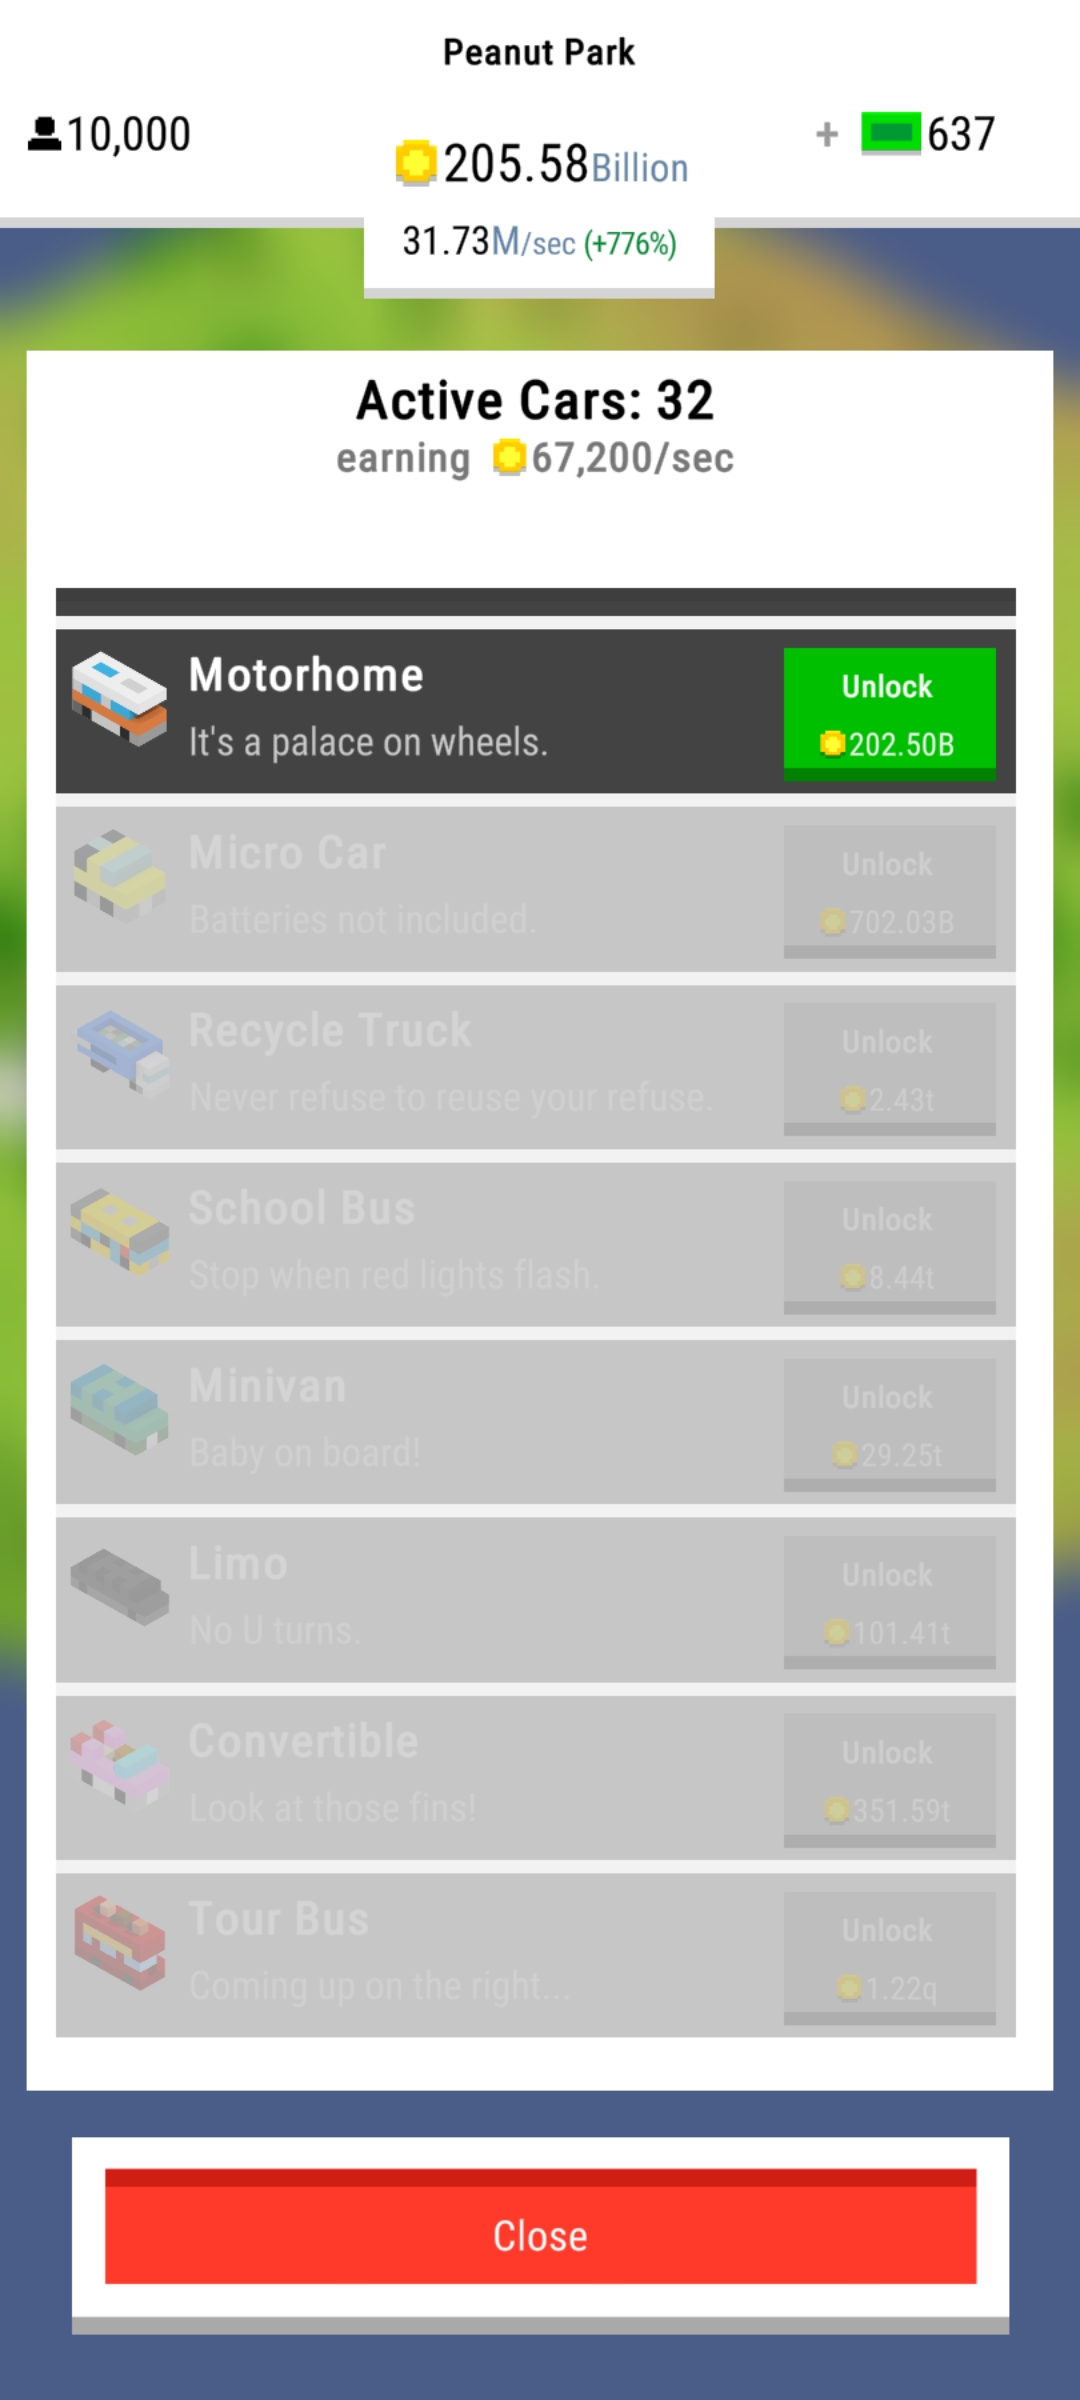 Peanut Park
10,000
205.58Billion
+ 637
31.73M/sec (+776%)
Active Cars: 32
earning 67,200/sec
Motorhome
It's a palace on wheels.
Unlock
202.50B
Micro Car
Batteries not included.
Unlock
702.03B
Recycle Truck
Never refuse to reuse your refuse.
Unlock
2.43t
School Bus
Stop when red lights flash.
Unlock
8.44t
Minivan
Baby on board!
Unlock
29.25t
Limo
No U turns.
Unlock
101.41t
Convertible
Look at those fins!
Unlock
351.59t
Tour Bus
Coming up on the right...
Unlock
1.22q
Close